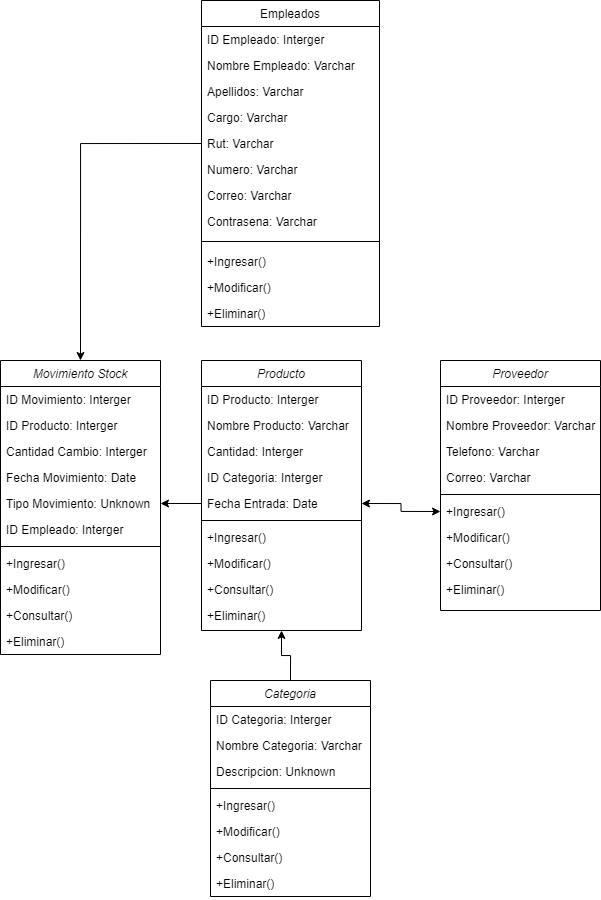 Empleados
ID Empleado: Interger
Nombre Empleado: Varchar
Apellidos: Varchar
Cargo: Varchar
Rut: Varchar
Numero: Varchar
Correo: Varchar
Contrasena: Varchar
+Ingresar()
+Modificar()
+Eliminar()
Movimiento Stock
ID Movimiento: Interger
ID Producto: Interger
Cantidad Cambio: Interger
Fecha Movimiento: Date
Tipo Movimiento: Unknown
ID Empleado: Interger
+Ingresar()
+Modificar()
+Consultar()
+Eliminar()
Producto
ID Producto: Interger
Nombre Producto: Varchar
Cantidad: Interger
ID Categoria: Interger
Fecha Entrada: Date
+Ingresar()
+Modificar()
+Consultar()
+Eliminar()
Proveedor
ID Proveedor: Interger
Nombre Proveedor: Varchar
Telefono: Varchar
Correo: Varchar
+Ingresar()
+Modificar()
+Consultar()
+Eliminar()
Categoria
ID Categoria: Interger
Nombre Categoria: Varchar
Descripcion: Unknown
+Ingresar()
+Modificar()
+Consultar()
+Eliminar()